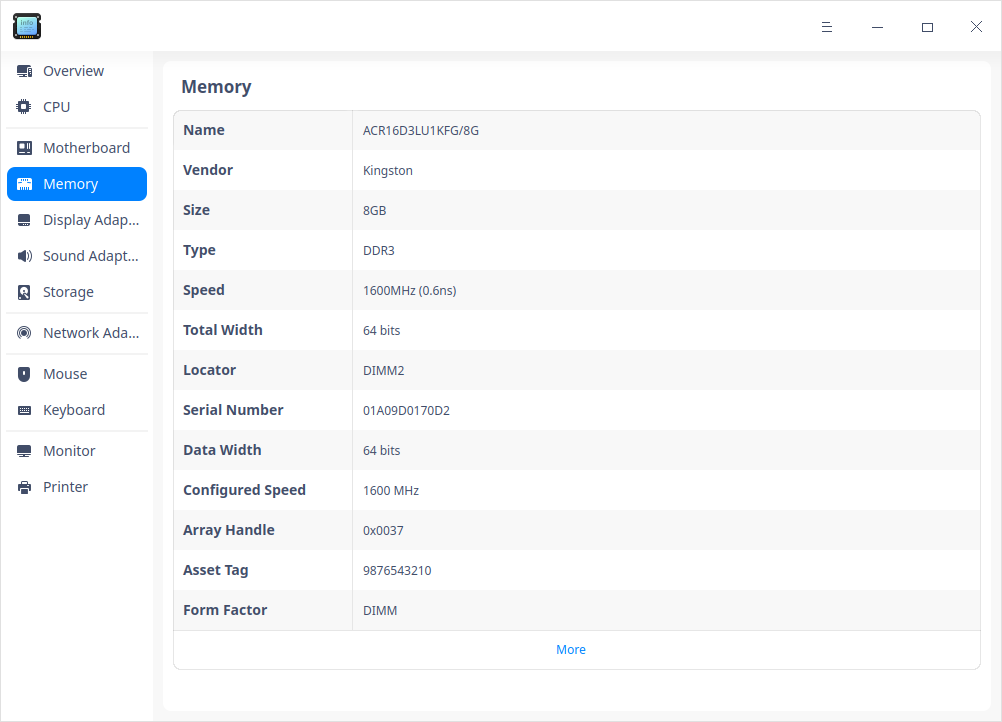 info
Overview
CPU
Motherboard
Memory
Display Adap...
Sound Adapt...
Storage
Network Ada...
Mouse
Keyboard
Monitor
Printer
Memory
Name ACR16D3LU1KFG/8G
Vendor Kingston
Size 8GB
Type DDR3
Speed 1600MHz (0.6ns)
Total Width 64 bits
Locator DIMM2
Serial Number 01A09D0170D2
Data Width 64 bits
Configured Speed 1600 MHz
Array Handle 0x0037
Asset Tag 9876543210
Form Factor DIMM
More